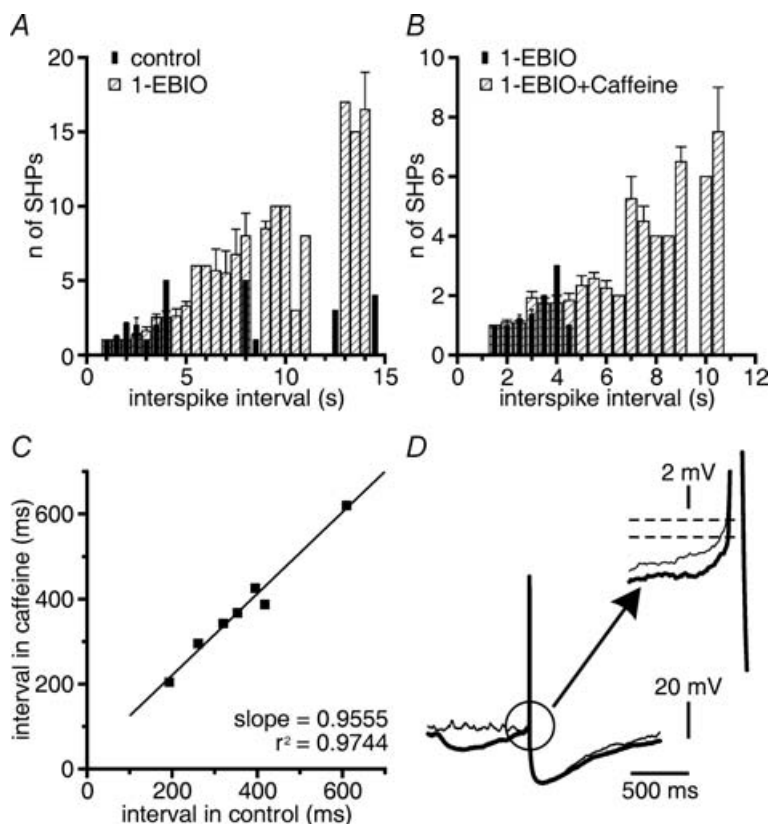 A
control
1-EBIO
n of SHPs
20
15
10
5
0
0 5 10 15
interspike interval (s)
B
1-EBIO
1-EBIO+Caffeine
n of SHPs
10
8
6
4
2
0
0 2 4 6 8 10 12
interspike interval (s)
C
interval in caffeine (ms)
600
400
200
0
0 200 400 600
slope = 0.9555
r² = 0.9744
interval in control (ms)
D
2 mV
20 mV
500 ms